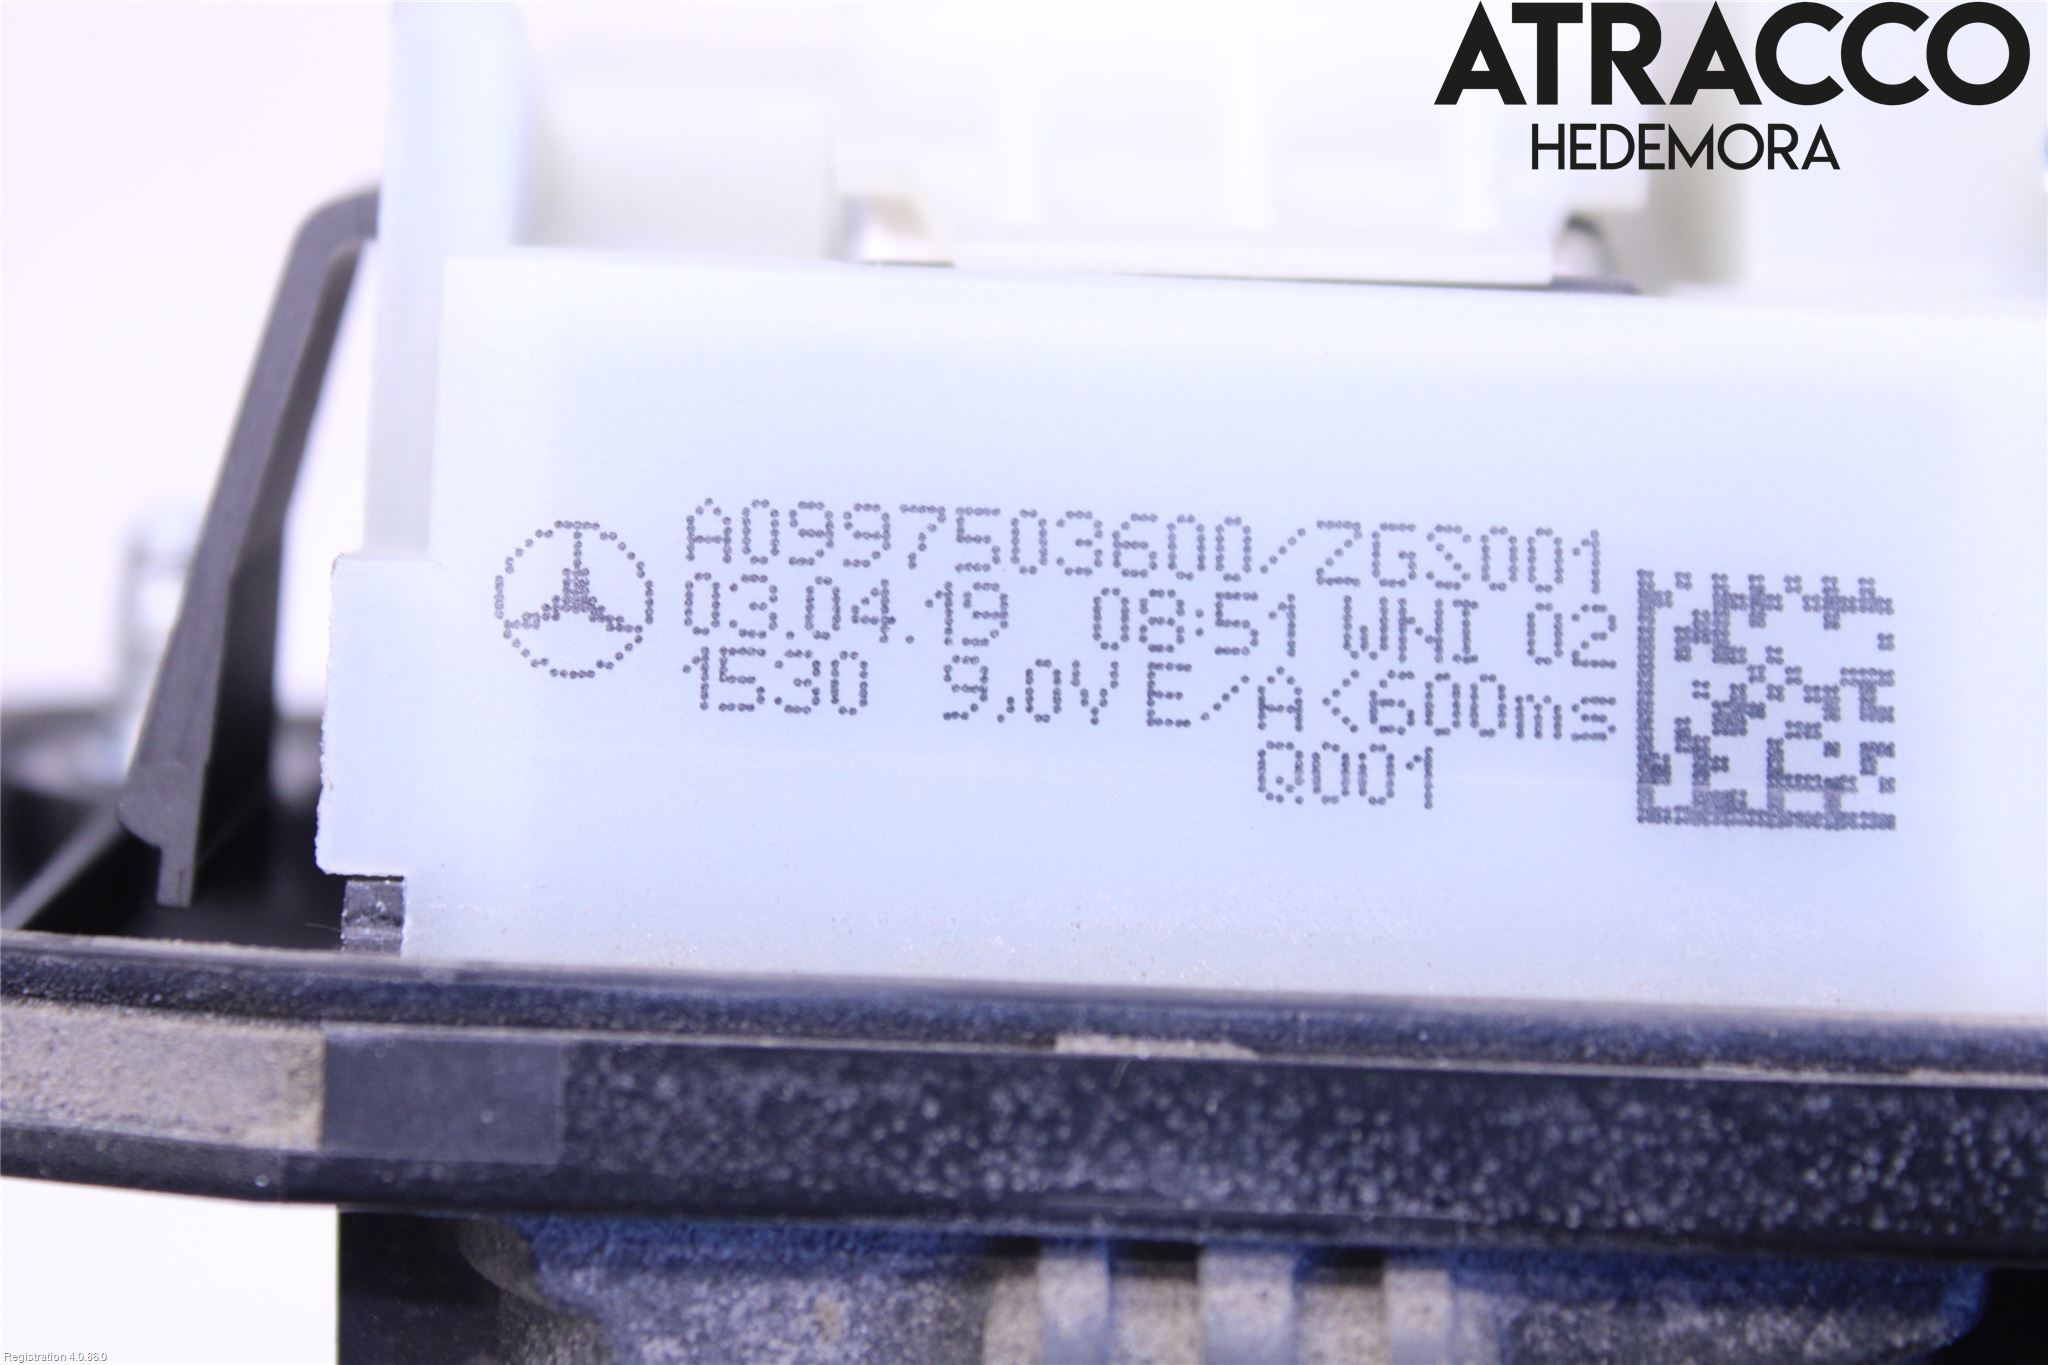 ATRACCO
HEDEMORA
A0997503600/ZGS001
03.04.19 08:51 WNI 02
1530 9.0V E/A<600ms
Q001
Registration 4.0.86.0